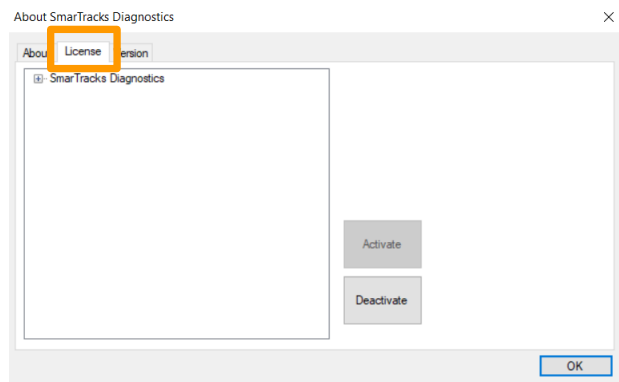 About SmarTracks Diagnostics
License
SmarTracks Diagnostics
Activate
Deactivate
OK